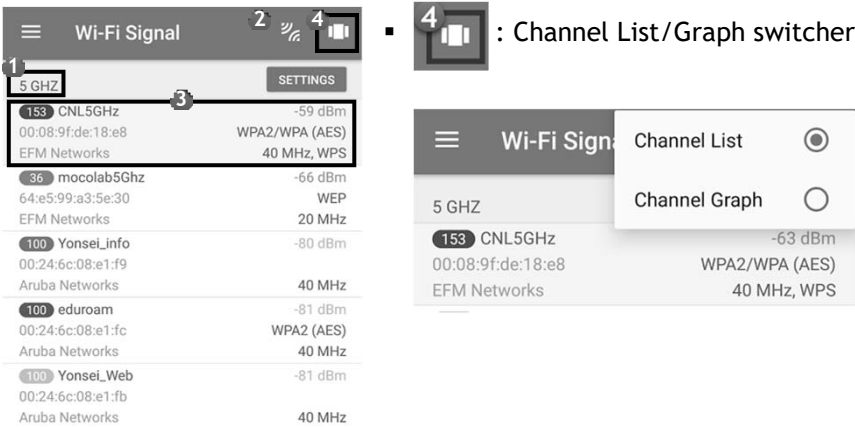 Wi-Fi Signal
2
4
1
5 GHZ
SETTINGS
3
153 CNL5GHz -59 dBm
00:08:9f:de:18:e8 WPA2/WPA (AES)
EFM Networks 40 MHz, WPS
36 mocolab5Ghz -66 dBm
64:e5:99:a3:5e:30 WEP
EFM Networks 20 MHz
100 Yonsei_info -80 dBm
00:24:6c:08:e1:f9
Aruba Networks 40 MHz
100 eduroam -81 dBm
00:24:6c:08:e1:fc WPA2 (AES)
Aruba Networks 40 MHz
100 Yonsei_Web -81 dBm
00:24:6c:08:e1:fb
Aruba Networks 40 MHz
▪ 4 : Channel List/Graph switcher
Wi-Fi Signa
Channel List
Channel Graph
5 GHZ
153 CNL5GHz -63 dBm
00:08:9f:de:18:e8 WPA2/WPA (AES)
EFM Networks 40 MHz, WPS